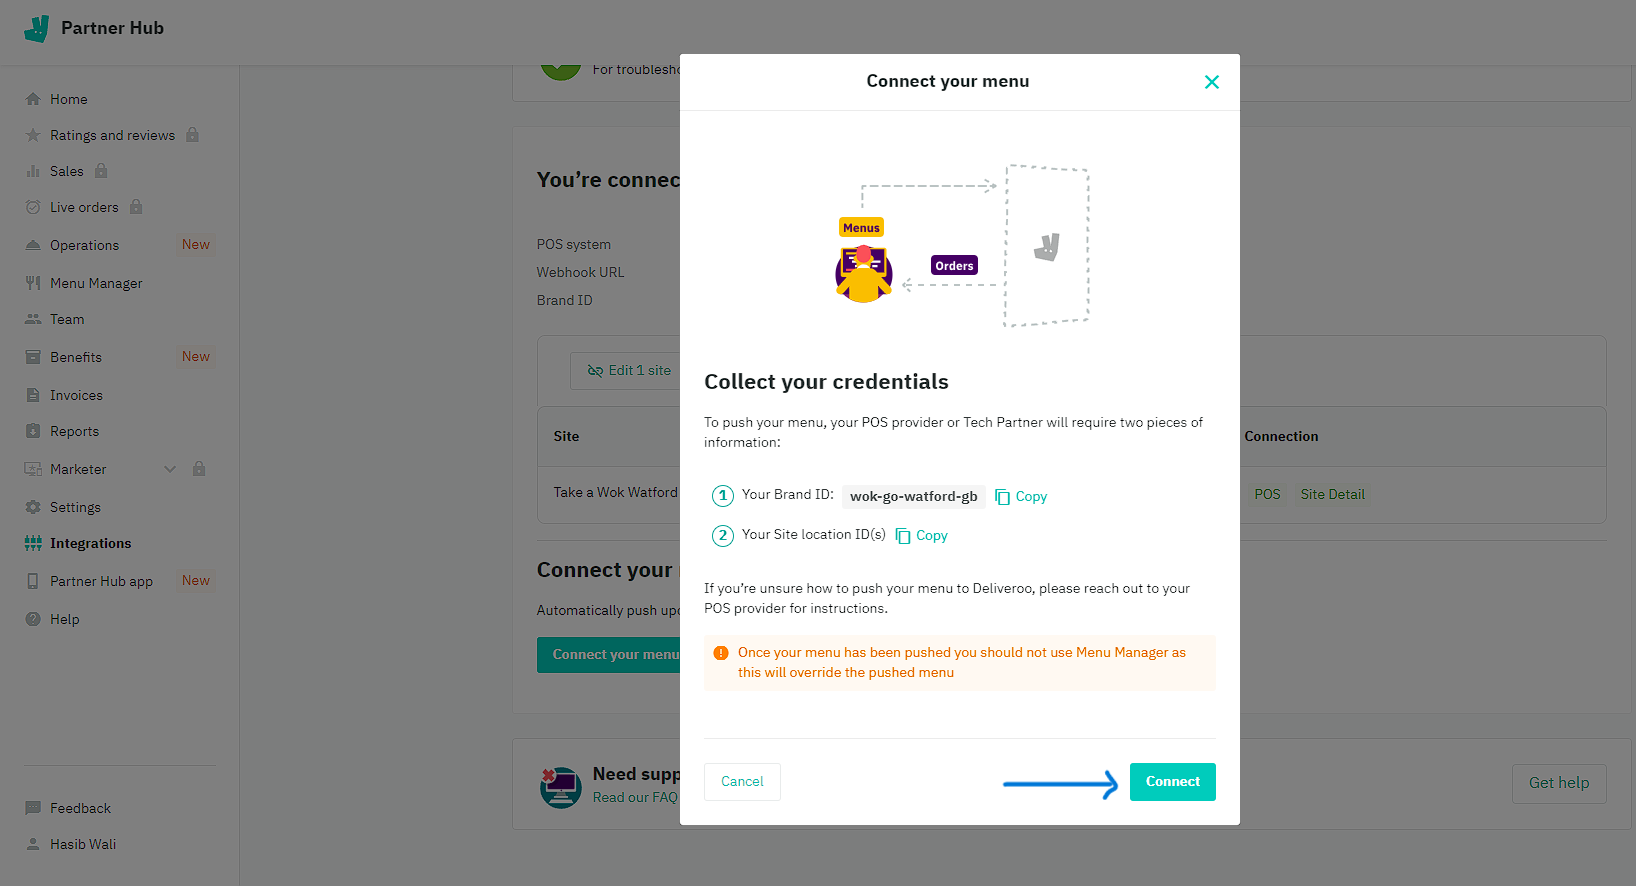 Partner Hub
Home
Ratings and reviews
Sales
Live orders
Operations New
Menu Manager
Team
Benefits New
Invoices
Reports
Marketer
Settings
Integrations
Partner Hub app New
Help
Feedback
Hasib Wali
For troublesho
You're connec
POS system
Webhook URL
Brand ID
Edit 1 site
Site
Connection
Take a Wok Watford
POS Site Detail
Connect your
Automatically push upd
Connect your menu
Need supp
Read our FAQ
Get help
Connect your menu
Menus
Orders
Collect your credentials
To push your menu, your POS provider or Tech Partner will require two pieces of
information:
1 Your Brand ID: wok-go-watford-gb Copy
2 Your Site location ID(s) Copy
If you're unsure how to push your menu to Deliveroo, please reach out to your
POS provider for instructions.
Once your menu has been pushed you should not use Menu Manager as
this will override the pushed menu
Cancel
Connect